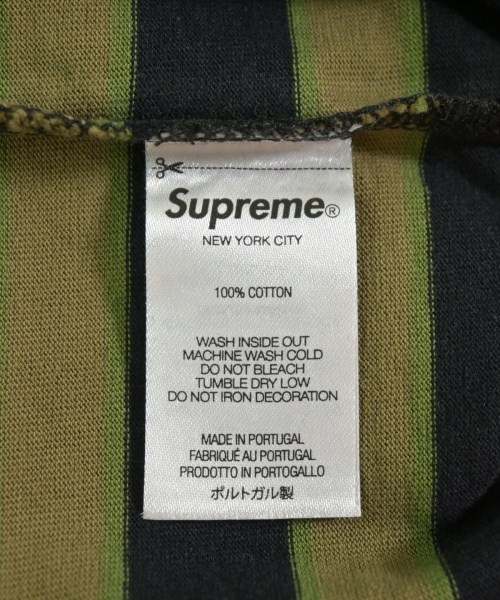 Supreme®
NEW YORK CITY
100% COTTON
WASH INSIDE OUT
MACHINE WASH COLD
DO NOT BLEACH
TUMBLE DRY LOW
DO NOT IRON DECORATION
MADE IN PORTUGAL
FABRIQUÉ AU PORTUGAL
PRODOTTO IN PORTOGALLO
ポルトガル製